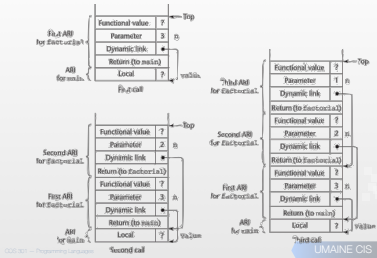 Top
First ARI
for factorial
Functional value ?
Parameter 3 n
Dynamic link
Return (to main)
ARI
for main
Local ?
value
First call
Top
Second ARI
for factorial
Functional value ?
Parameter 2 n
Dynamic link
Return (to factorial)
First ARI
for factorial
Functional value ?
Parameter 3 n
Dynamic link
Return (to main)
ARI
for main
Local ?
value
Second call
Top
Third ARI
for factorial
Functional value ?
Parameter 1 n
Dynamic link
Return (to factorial)
Second ARI
for factorial
Functional value ?
Parameter 2 n
Dynamic link
Return (to factorial)
First ARI
for factorial
Functional value ?
Parameter 3 n
Dynamic link
Return (to main)
ARI
for main
Local ?
value
Third call
Programming Languages
UMAINE CIS